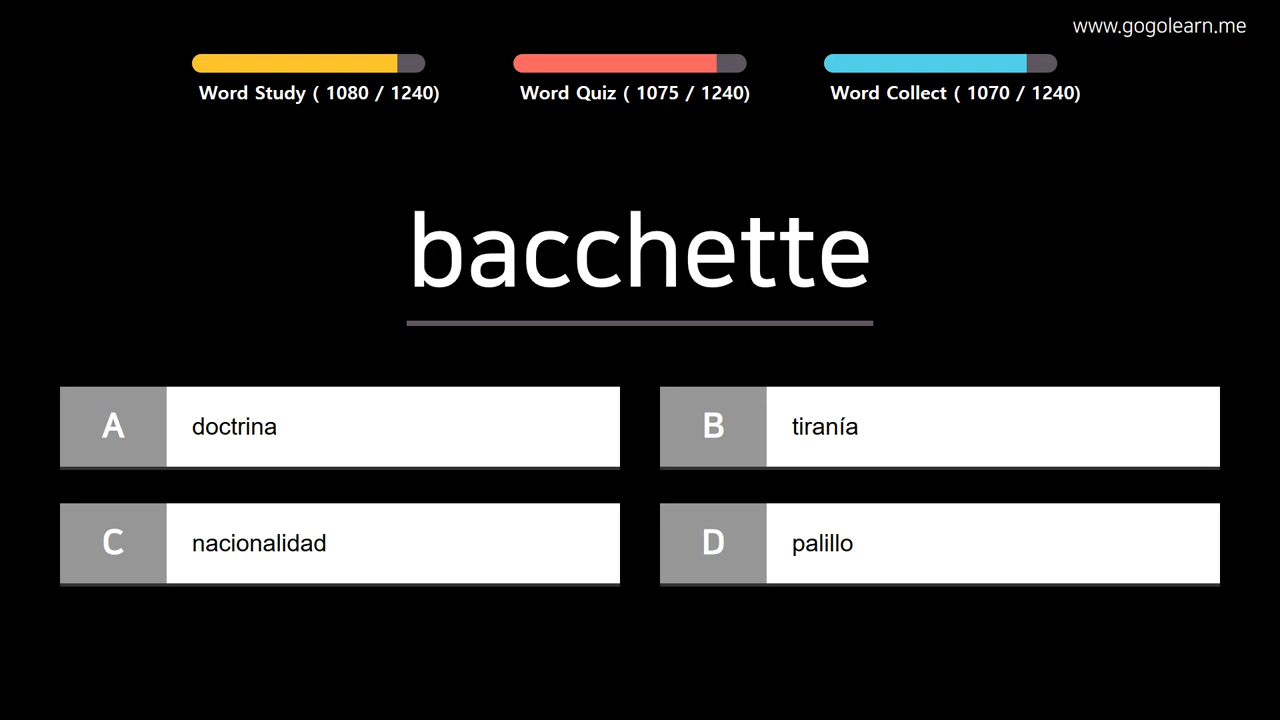 www.gogolearn.me
Word Study ( 1080 / 1240)
Word Quiz ( 1075 / 1240)
Word Collect ( 1070 / 1240)
bacchette
A doctrina
B tiranía
C nacionalidad
D palillo